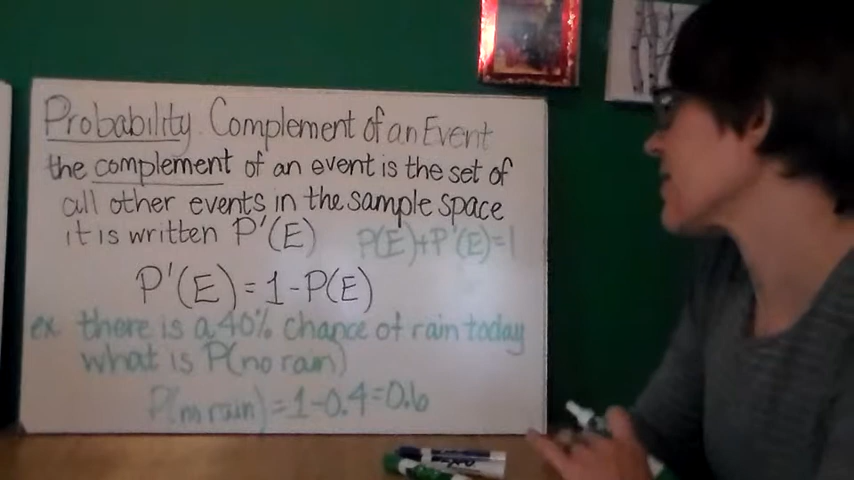 Probability Complement of an Event
the complement of an event is the set of
all other events in the sample space
it is written P'(E) P(E)+P'(E)=1
P'(E)=1-P(E)
ex there is a 40% chance of rain today
what is P(no rain)
P(no rain)=1-0.4=0.6